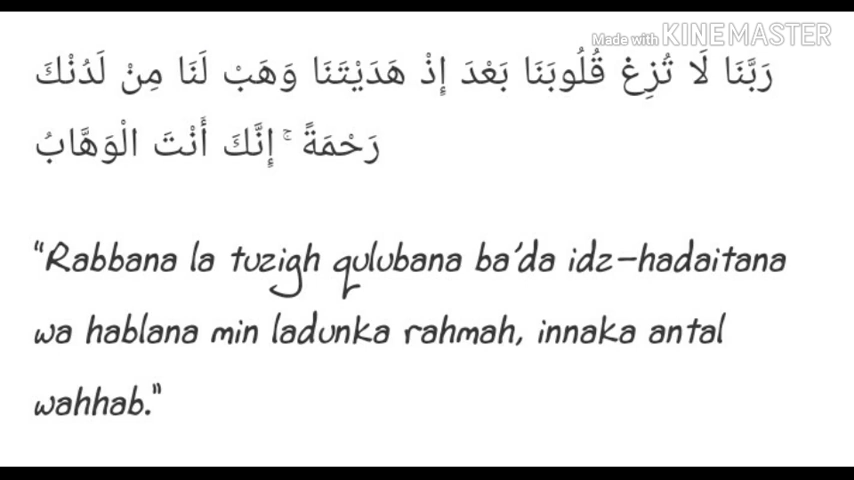 Made with KINEMASTER
رَبَّنَا لَا تُزِغْ قُلُوبَنَا بَعْدَ إِذْ هَدَيْتَنَا وَهَبْ لَنَا مِنْ لَدُنْكَ
رَحْمَةً ۚ إِنَّكَ أَنْتَ الْوَهَّابُ
"Rabbana la tuzigh qulubana ba'da idz-hadaitana
wa hablana min ladunka rahmah, innaka antal
wahhab."